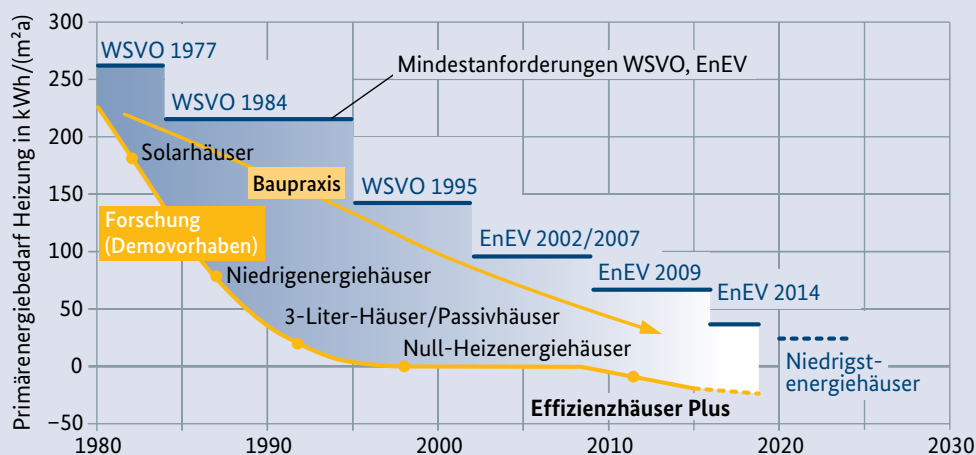 Primärenergiebedarf Heizung in kWh/(m²a)
300
250
200
150
100
50
0
−50
WSVO 1977
Mindestanforderungen WSVO, EnEV
WSVO 1984
Solarhäuser
Baupraxis
WSVO 1995
Forschung
(Demovorhaben)
EnEV 2002/2007
Niedrigenergiehäuser
EnEV 2009
EnEV 2014
3-Liter-Häuser/Passivhäuser
Null-Heizenergiehäuser
Niedrigst-
energiehäuser
Effizienzhäuser Plus
1980
1990
2000
2010
2020
2030